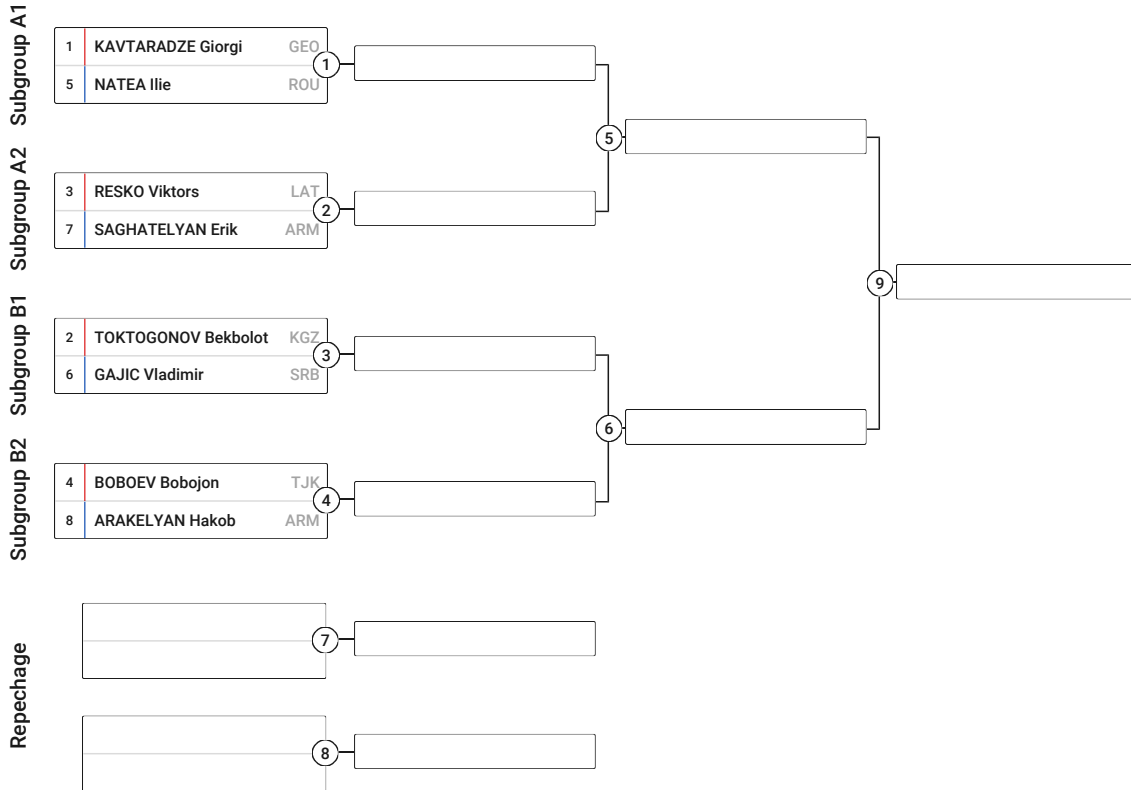 Subgroup A1
1 KAVTARADZE Giorgi GEO
5 NATEA Ilie ROU
1
Subgroup A2
3 RESKO Viktors LAT
7 SAGHATELYAN Erik ARM
2
5
Subgroup B1
2 TOKTOGONOV Bekbolot KGZ
6 GAJIC Vladimir SRB
3
9
Subgroup B2
4 BOBOEV Bobojon TJK
8 ARAKELYAN Hakob ARM
4
6
Repechage
7
8